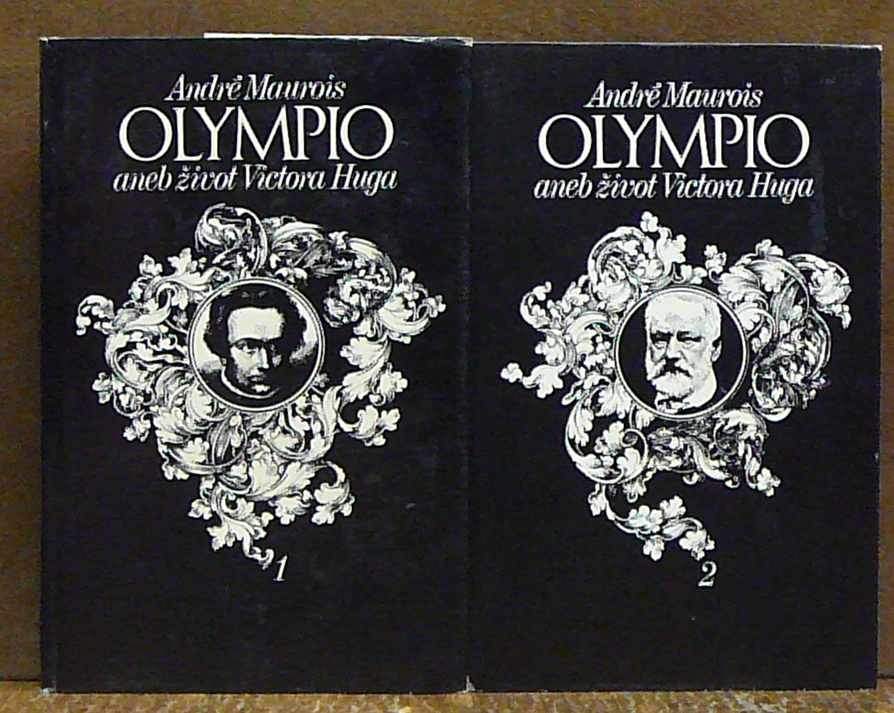 André Maurois
OLYMPIO
aneb život Victora Huga
1
André Maurois
OLYMPIO
aneb život Victora Huga
2